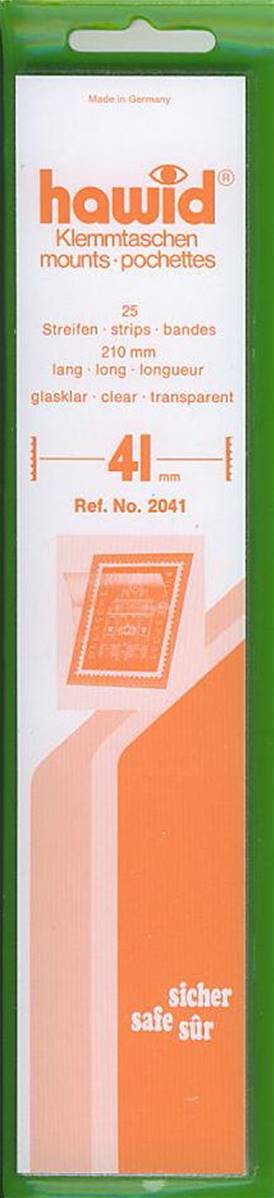 Made in Germany
hawid®
Klemmtaschen
mounts · pochettes
25
Streifen · strips · bandes
210 mm
lang · long · longueur
glasklar · clear · transparent
41 mm
Ref. No. 2041
sicher
safe sûr